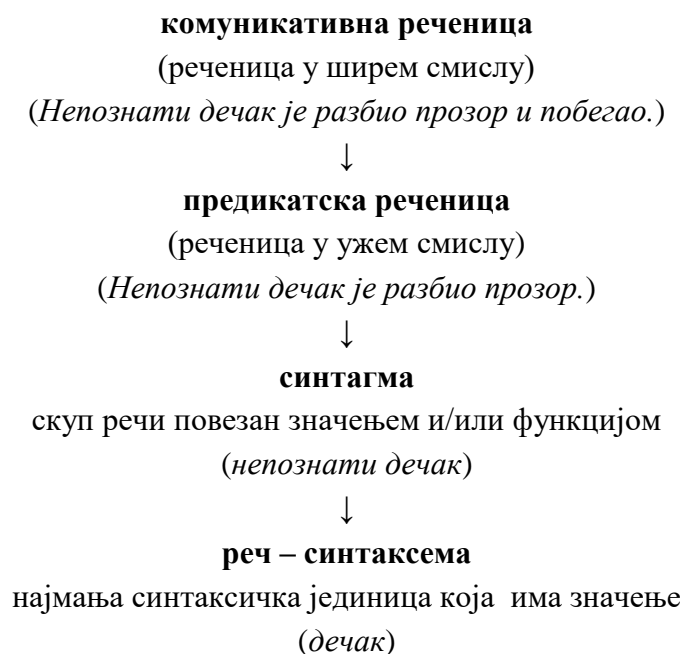 комуникативна реченица
(реченица у ширем смислу)
(Непознати дечак је разбио прозор и побегао.)
↓
предикатска реченица
(реченица у ужем смислу)
(Непознати дечак је разбио прозор.)
↓
синтагма
скуп речи повезан значењем и/или функцијом
(непознати дечак)
↓
реч – синтаксема
најмања синтаксичка јединица која  има значење
(дечак)